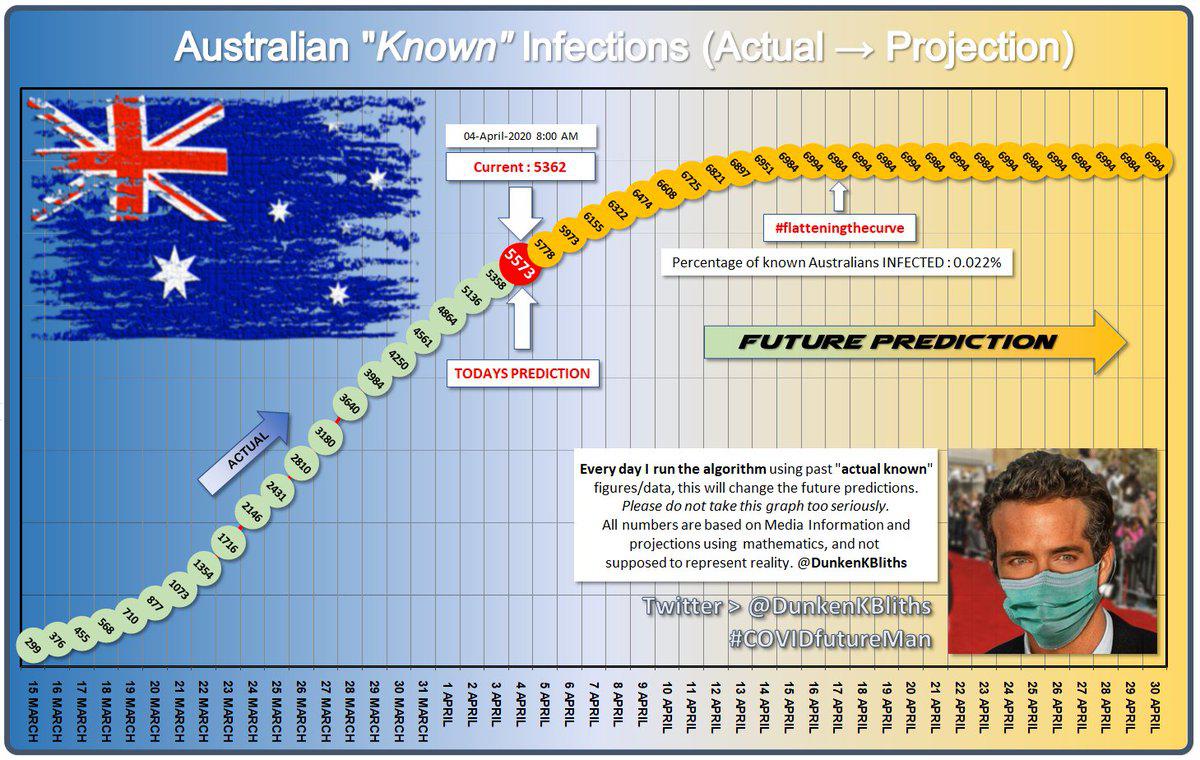 Australian "Known" Infections (Actual → Projection)
04-April-2020 8:00 AM
Current : 5362
299
376
455
568
710
877
1073
1354
1716
2146
2431
2810
3180
3640
3984
4250
4561
4864
5136
5358
5573
5778
5973
6155
6322
6474
6608
6725
6821
6897
6951
6984
6994
6984
6994
6984
6994
6984
6994
6984
6994
6984
6994
6984
6994
6984
6994
#flatteningthecurve
Percentage of known Australians INFECTED : 0.022%
FUTURE PREDICTION
TODAYS PREDICTION
ACTUAL
Every day I run the algorithm using past "actual known"
figures/data, this will change the future predictions.
Please do not take this graph too seriously.
All numbers are based on Media Information and
projections using mathematics, and not
supposed to represent reality. @DunkenKBliths
Twitter > @DunkenKBliths
#COVIDfutureMan
15 MARCH
16 MARCH
17 MARCH
18 MARCH
19 MARCH
20 MARCH
21 MARCH
22 MARCH
23 MARCH
24 MARCH
25 MARCH
26 MARCH
27 MARCH
28 MARCH
29 MARCH
30 MARCH
31 MARCH
1 APRIL
2 APRIL
3 APRIL
4 APRIL
5 APRIL
6 APRIL
7 APRIL
8 APRIL
9 APRIL
10 APRIL
11 APRIL
12 APRIL
13 APRIL
14 APRIL
15 APRIL
16 APRIL
17 APRIL
18 APRIL
19 APRIL
20 APRIL
21 APRIL
22 APRIL
23 APRIL
24 APRIL
25 APRIL
26 APRIL
27 APRIL
28 APRIL
29 APRIL
30 APRIL